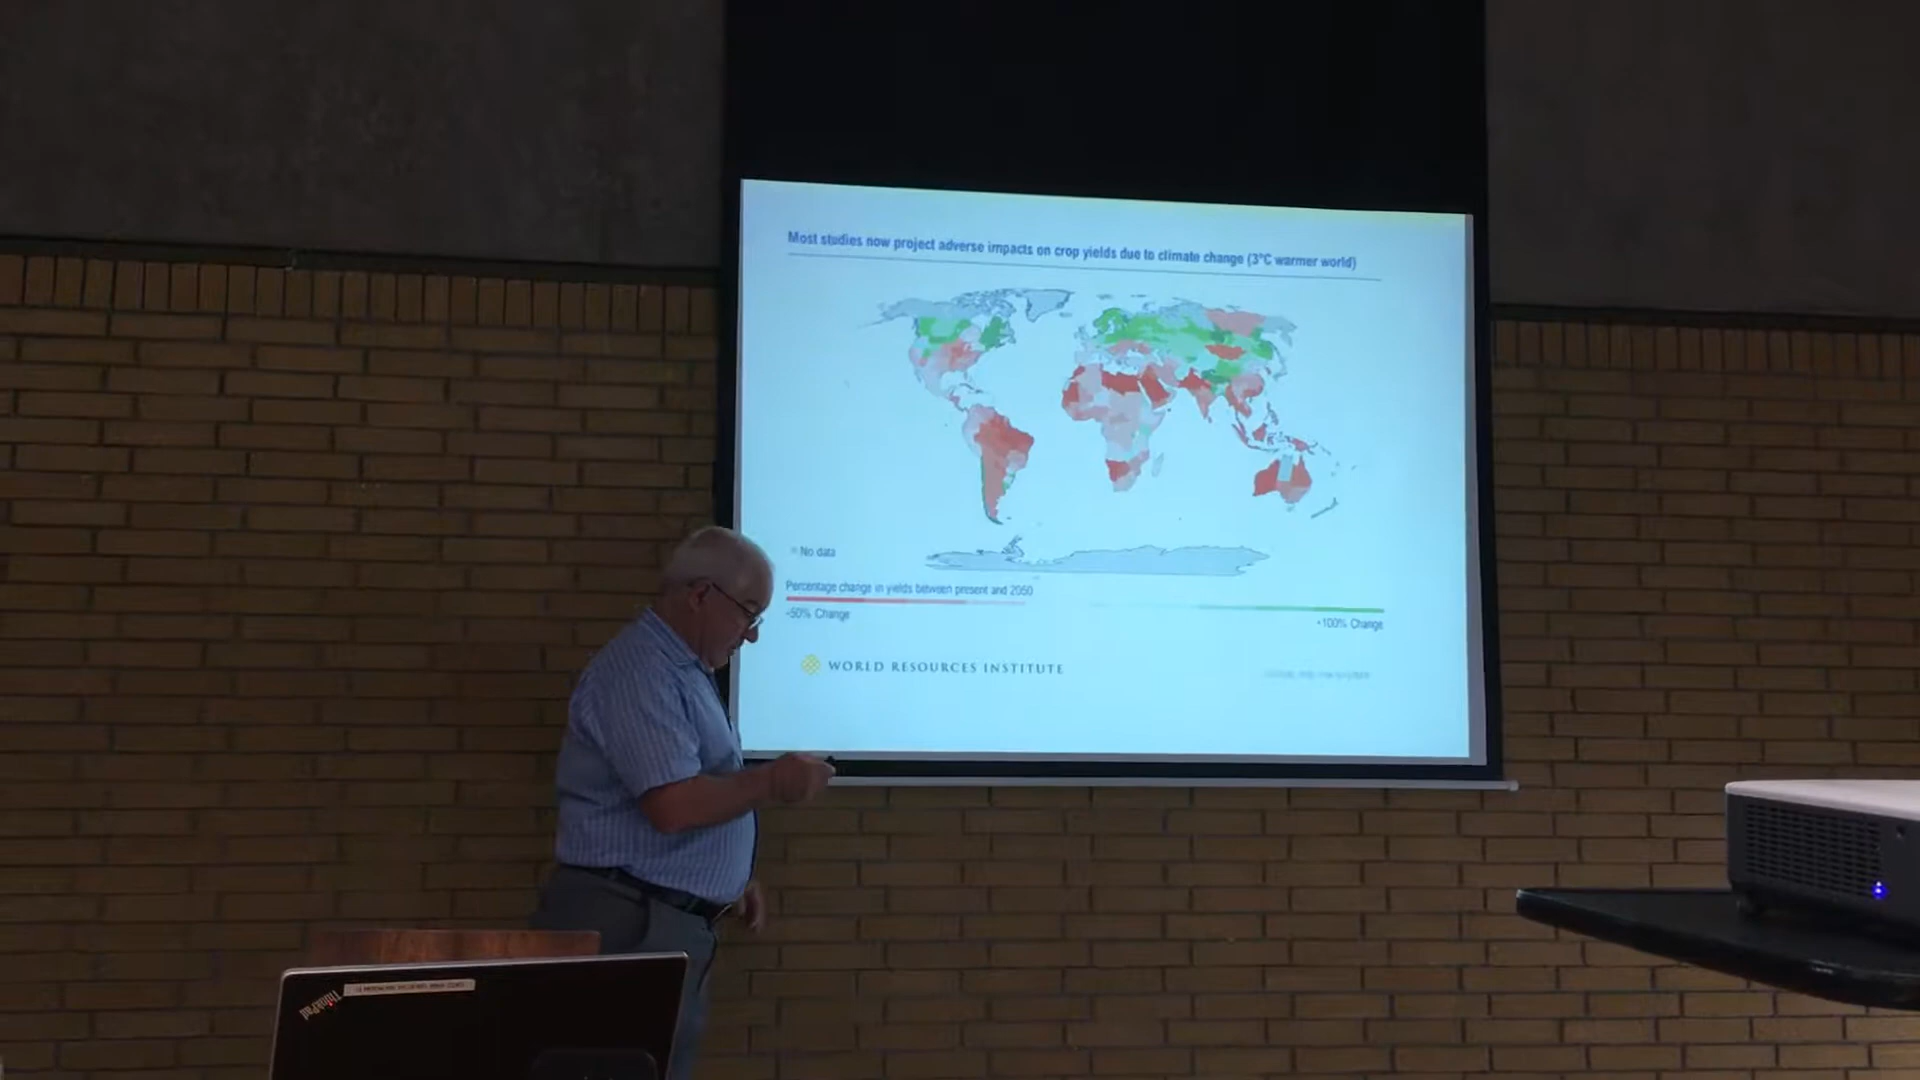 Most studies now project adverse impacts on crop yields due to climate change (3°C warmer world)
No data
Percentage change in yields between present and 2050
-50% Change
+100% Change
WORLD RESOURCES INSTITUTE
ThinkPad